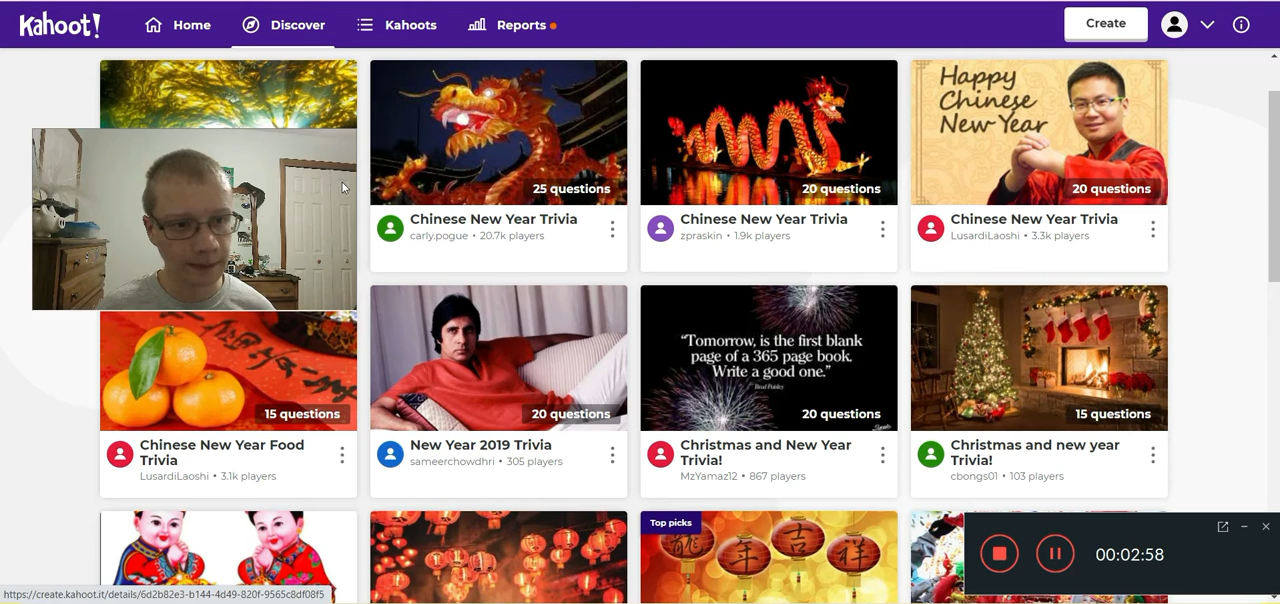 Kahoot!
Home
Discover
Kahoots
Reports
Create
Happy
Chinese
New Year
25 questions
20 questions
20 questions
Chinese New Year Trivia
carly.pogue • 20.7k players
Chinese New Year Trivia
zpraskin • 1.9k players
Chinese New Year Trivia
LusardiLaoshi • 3.3k players
“Tomorrow, is the first blank
page of a 365 page book.
Write a good one.”
Brad Paisley
15 questions
20 questions
20 questions
15 questions
Chinese New Year Food
Trivia
LusardiLaoshi • 3.1k players
New Year 2019 Trivia
sameerchowdhri • 305 players
Christmas and New Year
Trivia!
MzYamaz12 • 867 players
Christmas and new year
Trivia!
cbongs01 • 103 players
Top picks
年
吉
祥
00:02:58
https://create.kahoot.it/details/6d2b82e3-b144-4d49-820f-9565c8df08f5